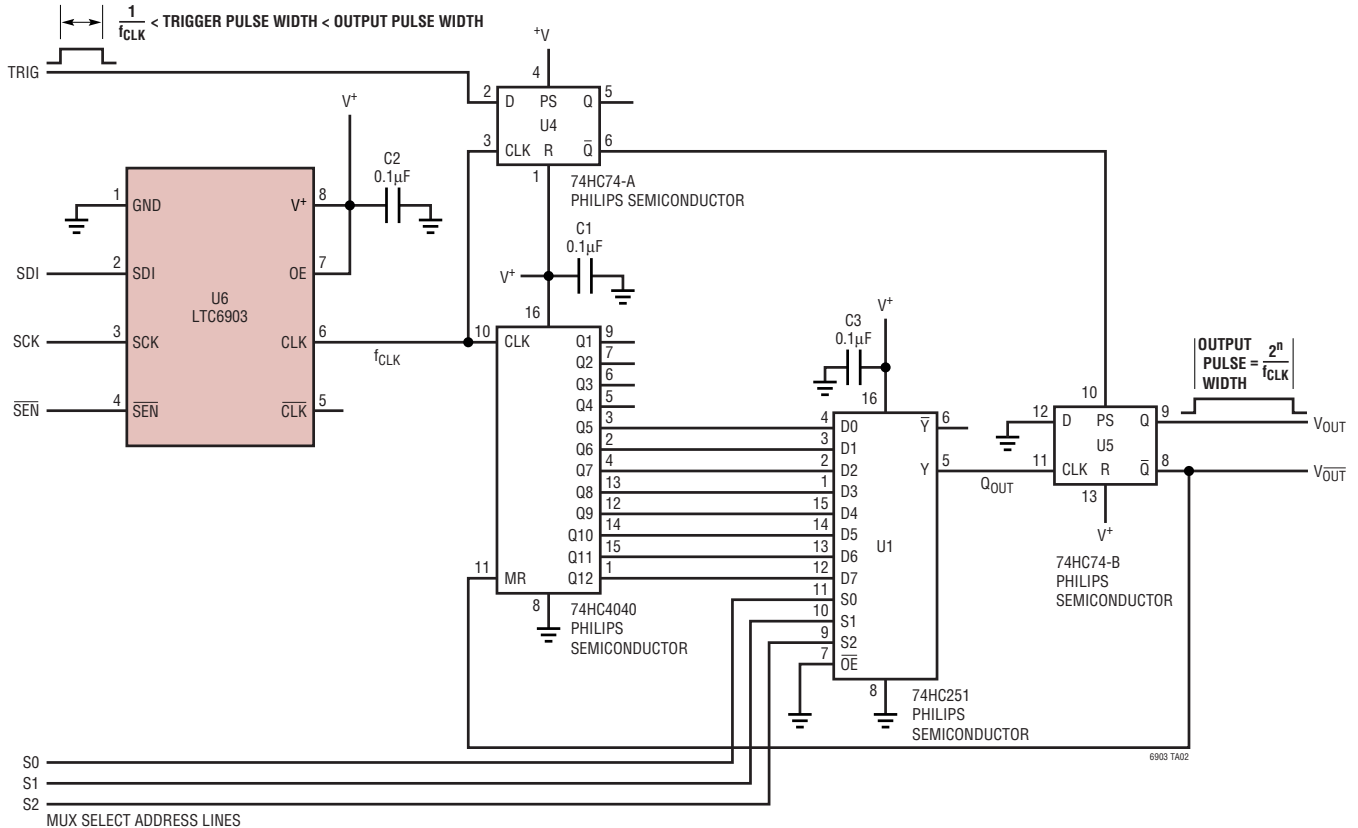 1/fCLK < TRIGGER PULSE WIDTH < OUTPUT PULSE WIDTH
TRIG
+V
4
2 D PS Q 5
U4
3 CLK R Q̅ 6
1
74HC74-A
PHILIPS SEMICONDUCTOR
V+
C2
0.1µF
1 GND V+ 8
SDI 2 SDI OE 7
U6
LTC6903
SCK 3 SCK CLK 6
fCLK
S̅E̅N̅ 4 S̅E̅N̅ C̅L̅K̅ 5
C1
0.1µF
V+
16
10 CLK Q1 9
Q2 7
Q3 6
Q4 5
Q5 3
Q6 2
Q7 4
Q8 13
Q9 12
Q10 14
Q11 15
11 MR Q12 1
8
74HC4040
PHILIPS
SEMICONDUCTOR
V+
C3
0.1µF
16
4 D0 Y̅ 6
3 D1
2 D2 Y 5
QOUT
1 D3
15 D4
14 D5
U1
13 D6
12 D7
11 S0
10 S1
9 S2
7 O̅E̅
8
74HC251
PHILIPS
SEMICONDUCTOR
OUTPUT
PULSE = 2n/fCLK
WIDTH
10
12 D PS Q 9
VOUT
U5
11 CLK R Q̅ 8
V̅O̅U̅T̅
13
V+
74HC74-B
PHILIPS
SEMICONDUCTOR
6903 TA02
S0
S1
S2
MUX SELECT ADDRESS LINES